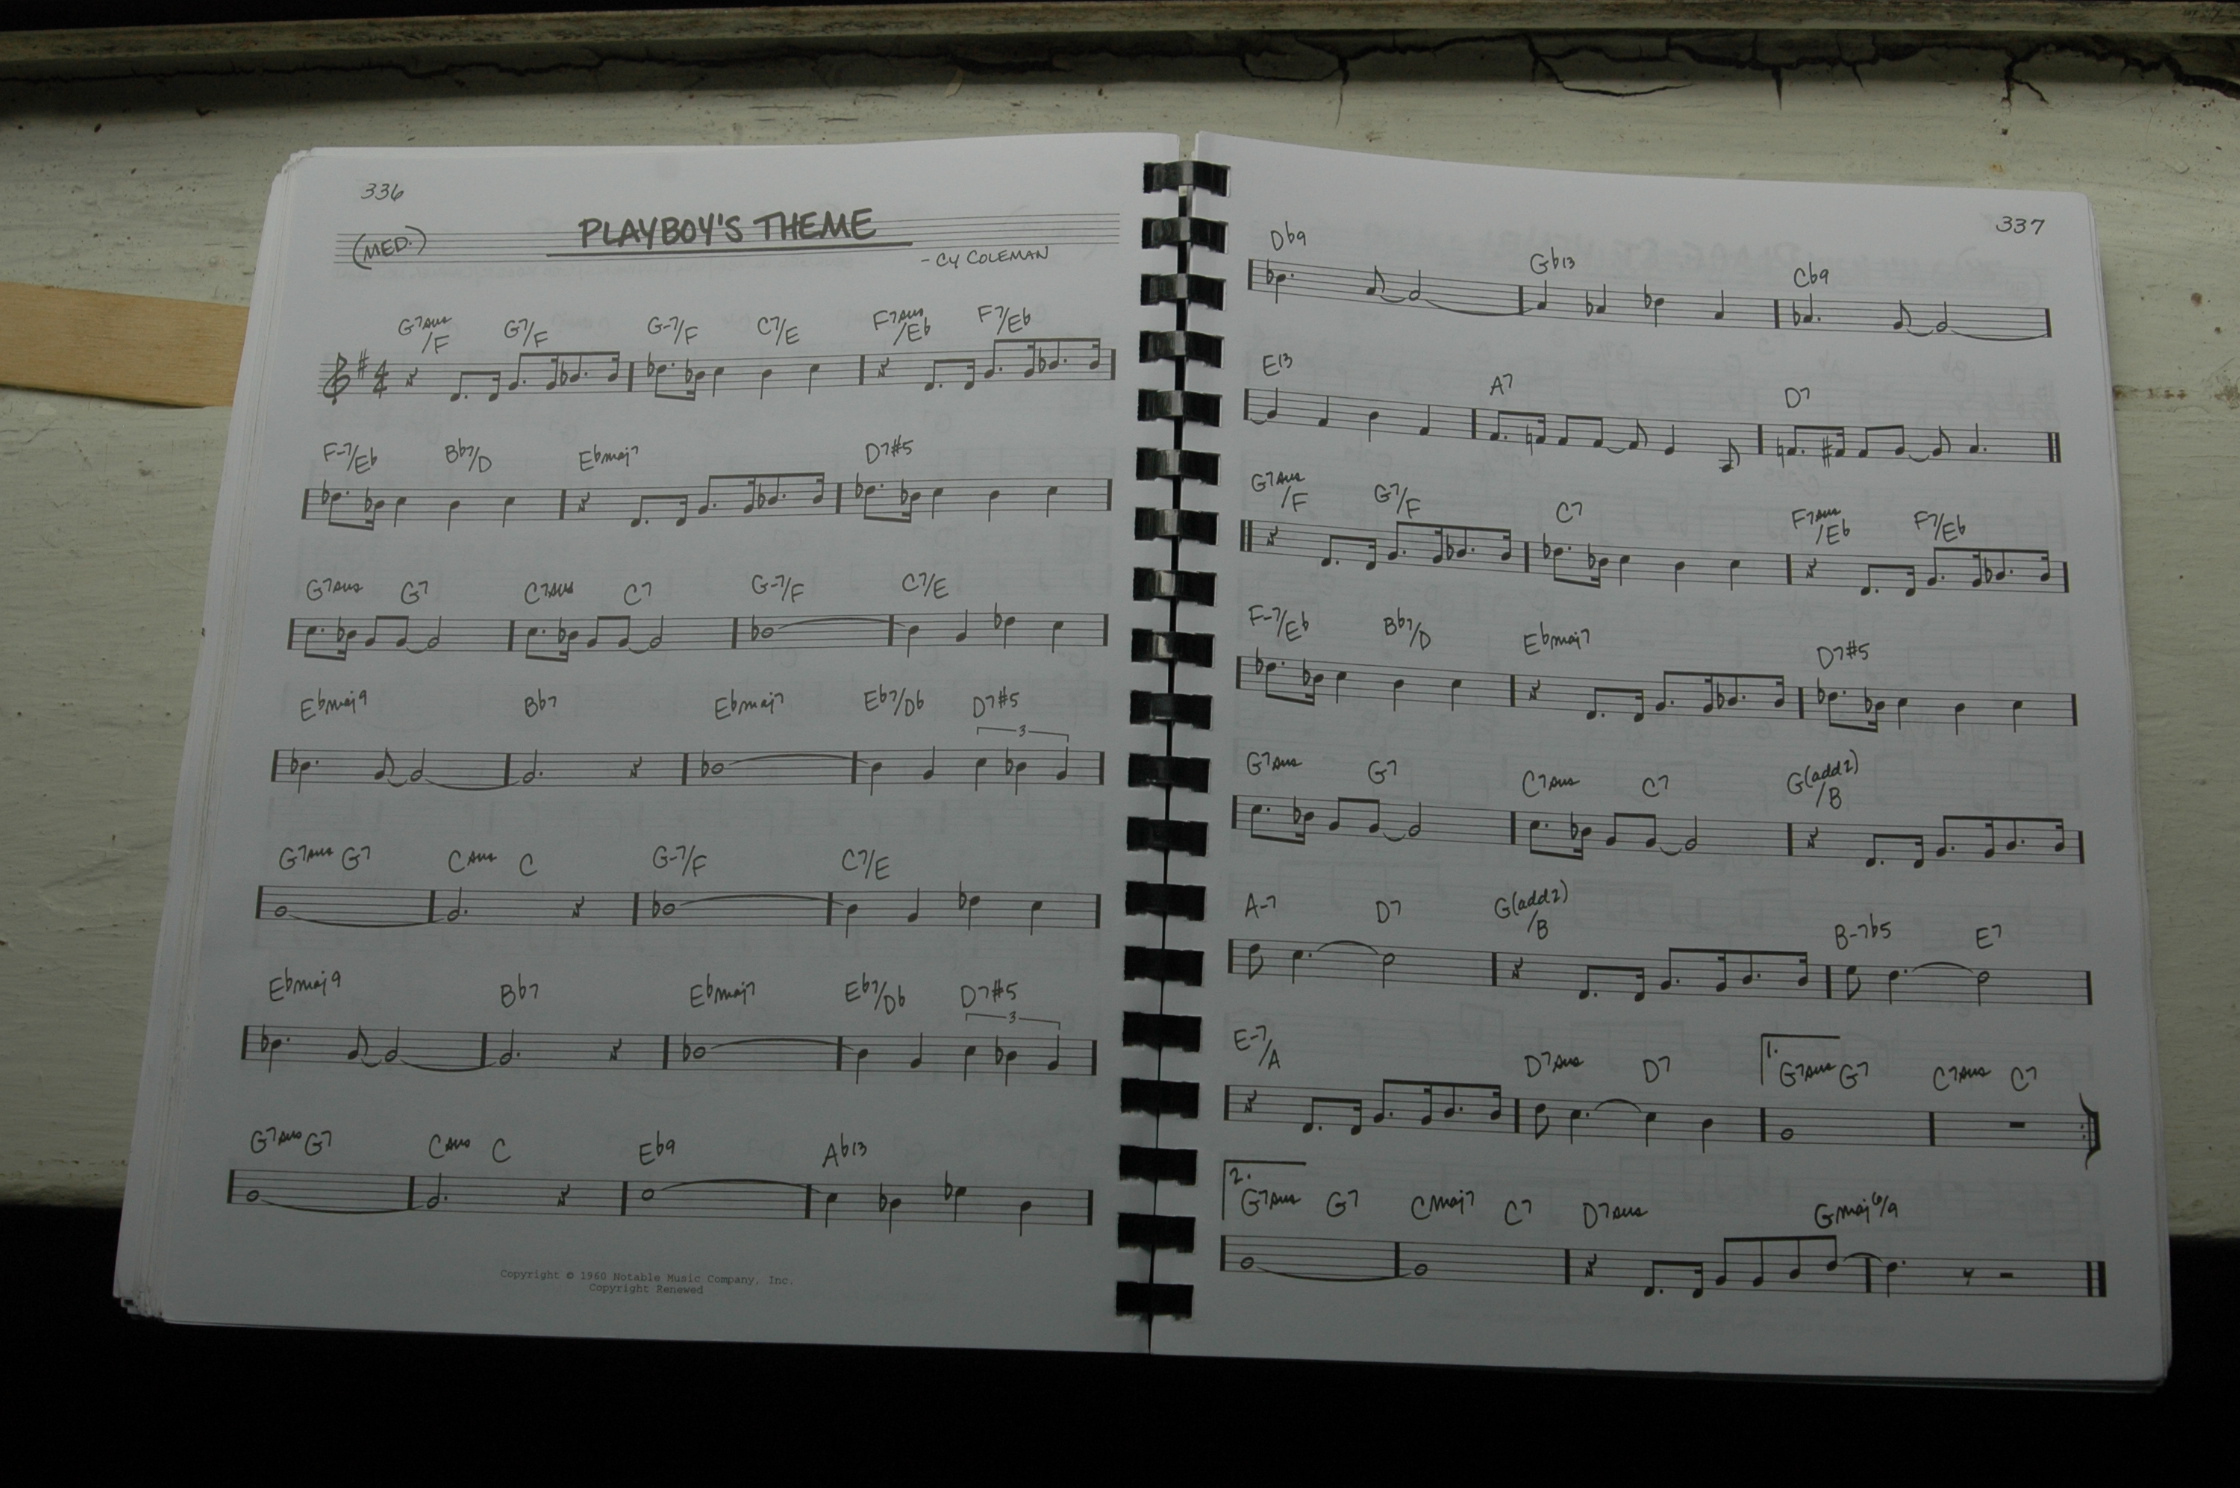 336
PLAYBOY'S THEME
(MED.)
- CY COLEMAN
G7sus/F G7/F G-7/F C7/E F7sus/Eb F7/Eb
F-7/Eb Bb7/D Ebmaj7 D7#5
G7sus G7 C7sus C7 G-7/F C7/E
Ebmaj9 Bb7 Ebmaj7 Eb7/Db D7#5
3
G7sus G7 Csus C G-7/F C7/E
Ebmaj9 Bb7 Ebmaj7 Eb7/Db D7#5
3
G7sus G7 Csus C Eb9 Ab13
Copyright © 1960 Notable Music Company, Inc.
Copyright Renewed
337
Db9 Gb13 Cb9
E13 A7 D7
G7sus/F G7/F C7 F7sus/Eb F7/Eb
F-7/Eb Bb7/D Ebmaj7 D7#5
G7sus G7 C7sus C7 G(add2)/B
A-7 D7 G(add2)/B B-7b5 E7
E-7/A D7sus D7 1. G7sus G7 C7sus C7
2. G7sus G7 Cmaj7 C7 D7sus Gmaj6/9